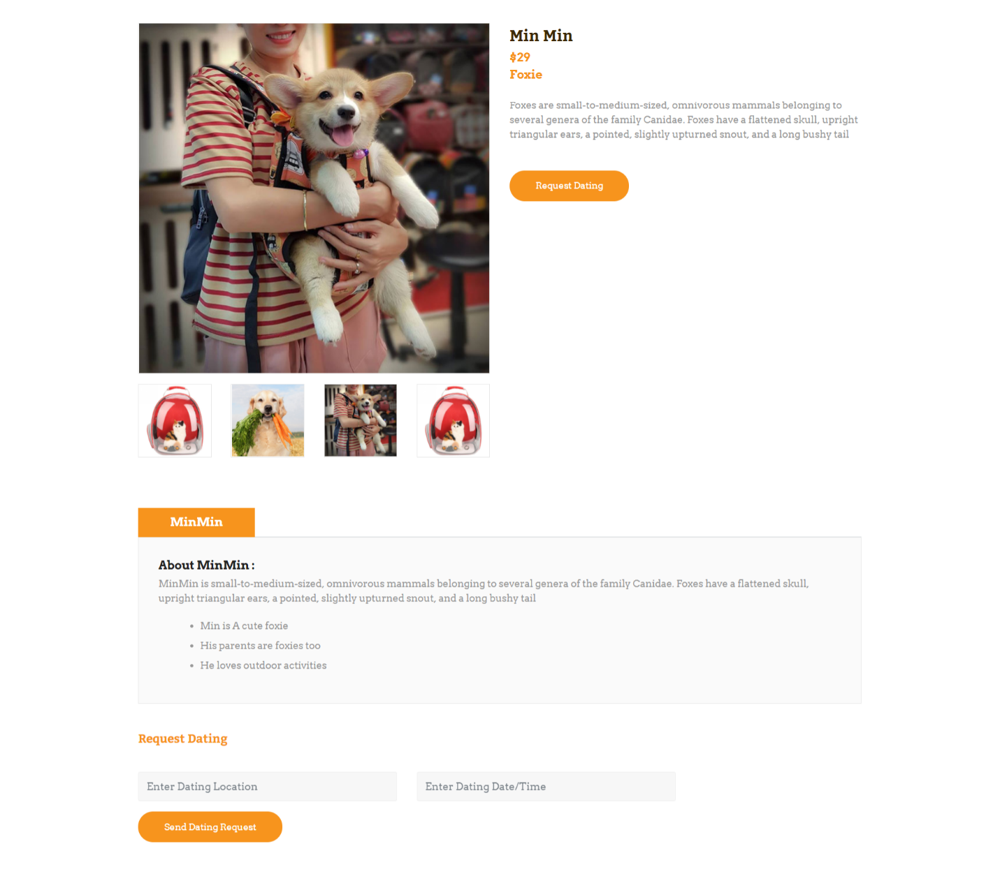 Min Min
$29
Foxie
Foxes are small-to-medium-sized, omnivorous mammals belonging to
several genera of the family Canidae. Foxes have a flattened skull, upright
triangular ears, a pointed, slightly upturned snout, and a long bushy tail
Request Dating
MinMin
About MinMin :
MinMin is small-to-medium-sized, omnivorous mammals belonging to several genera of the family Canidae. Foxes have a flattened skull,
upright triangular ears, a pointed, slightly upturned snout, and a long bushy tail
• Min is A cute foxie
• His parents are foxies too
• He loves outdoor activities
Request Dating
Enter Dating Location
Enter Dating Date/Time
Send Dating Request